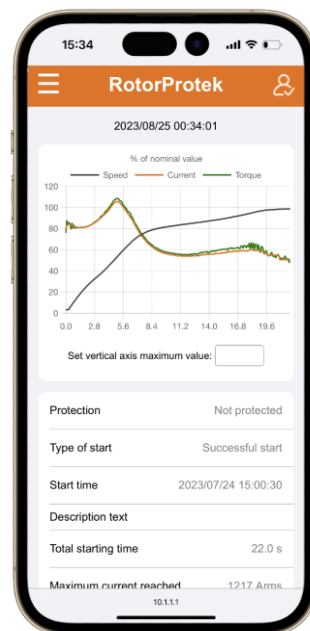 15:34
RotorProtek
2023/08/25 00:34:01
% of nominal value
Speed Current Torque
120
100
80
60
40
20
0
0.0 2.8 5.6 8.4 11.2 14.0 16.8 19.6
Set vertical axis maximum value:
Protection Not protected
Type of start Successful start
Start time 2023/07/24 15:00:30
Description text
Total starting time 22.0 s
Maximum current reached 1217 Arms
10.1.1.1